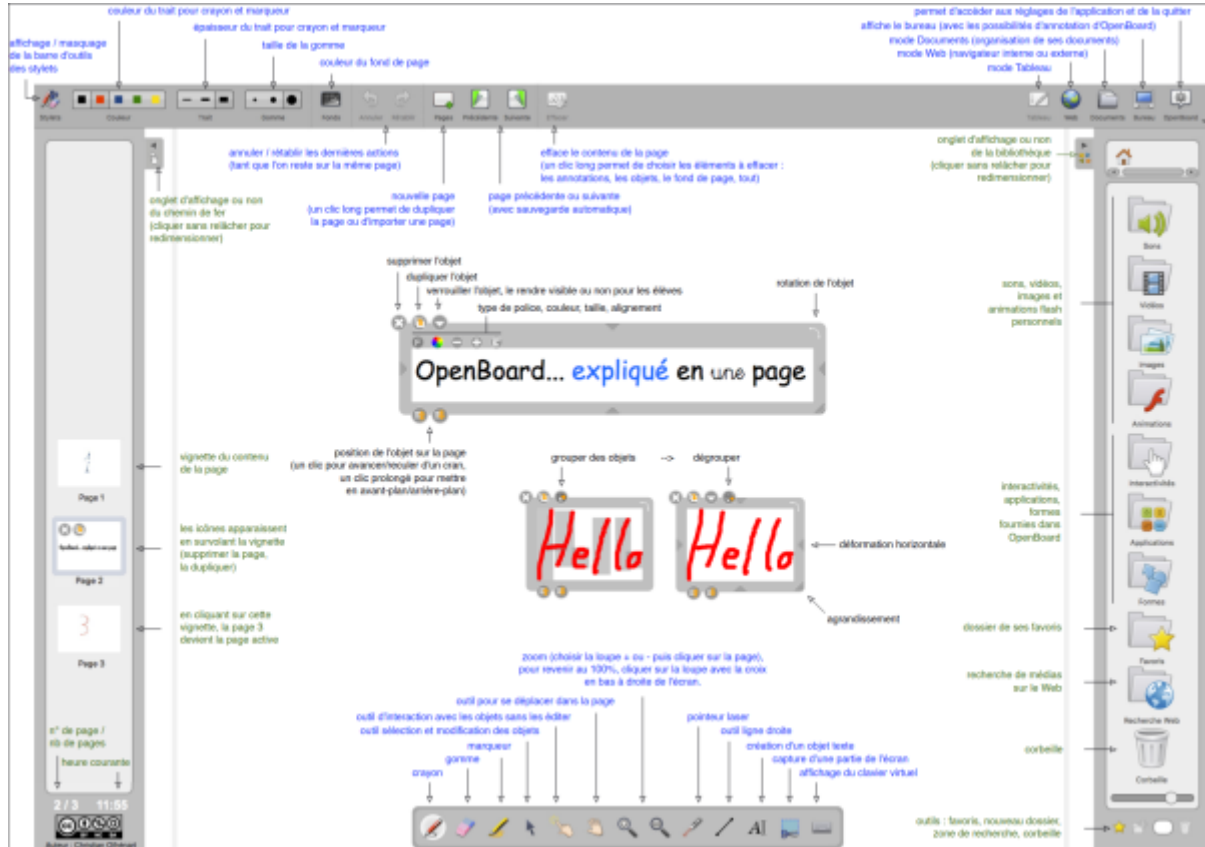 couleur du trait pour crayon et marqueur
épaisseur du trait pour crayon et marqueur
taille de la gomme
couleur du fond de page
affichage / masquage
de la barre d'outils
des stylets
permet d'accéder aux réglages de l'application et de la quitter
affiche le bureau (avec les possibilités d'annotation d'OpenBoard)
mode Documents (organisation de ses documents)
mode Web (navigateur interne ou externe)
mode Tableau
Stylets
Couleur
Trait
Gomme
Fonds
Annuler
Rétablir
Pages
Précédente
Suivante
Effacer
Tableau
Web
Documents
Bureau
OpenBoard
annuler / rétablir les dernières actions
(tant que l'on reste sur la même page)
efface le contenu de la page
(un clic long permet de choisir les éléments à effacer :
les annotations, les objets, le fond de page, tout)
nouvelle page
(un clic long permet de dupliquer
la page ou d'importer une page)
page précédente ou suivante
(avec sauvegarde automatique)
onglet d'affichage ou non
du chemin de fer
(cliquer sans relâcher pour
redimensionner)
onglet d'affichage ou non
de la bibliothèque
(cliquer sans relâcher pour
redimensionner)
supprimer l'objet
dupliquer l'objet
verrouiller l'objet, le rendre visible ou non pour les élèves
type de police, couleur, taille, alignement
rotation de l'objet
OpenBoard... expliqué en une page
position de l'objet sur la page
(un clic pour avancer/reculer d'un cran,
un clic prolongé pour mettre
en avant-plan/arrière-plan)
grouper des objets --> dégrouper
Hello
Hello
déformation horizontale
agrandissement
vignette du contenu
de la page
1
Page 1
les icônes apparaissent
en survolant la vignette
(supprimer la page,
la dupliquer)
Page 2
en cliquant sur cette
vignette, la page 3
devient la page active
3
Page 3
n° de page /
nb de pages
heure courante
2 / 3 11:55
Sons
Vidéos
Images
Animations
Interactivités
Applications
Formes
Favoris
Recherche Web
Corbeille
sons, vidéos,
images et
animations flash
personnels
interactivités,
applications,
formes
fournies dans
OpenBoard
dossier de ses favoris
recherche de médias
sur le Web
corbeille
outils : favoris, nouveau dossier,
zone de recherche, corbeille
zoom (choisir la loupe + ou - puis cliquer sur la page),
pour revenir au 100%, cliquer sur la loupe avec la croix
en bas à droite de l'écran.
outil pour se déplacer dans la page
outil d'interaction avec les objets sans les éditer
outil sélection et modification des objets
marqueur
gomme
crayon
pointeur laser
outil ligne droite
création d'un objet texte
capture d'une partie de l'écran
affichage du clavier virtuel
AI